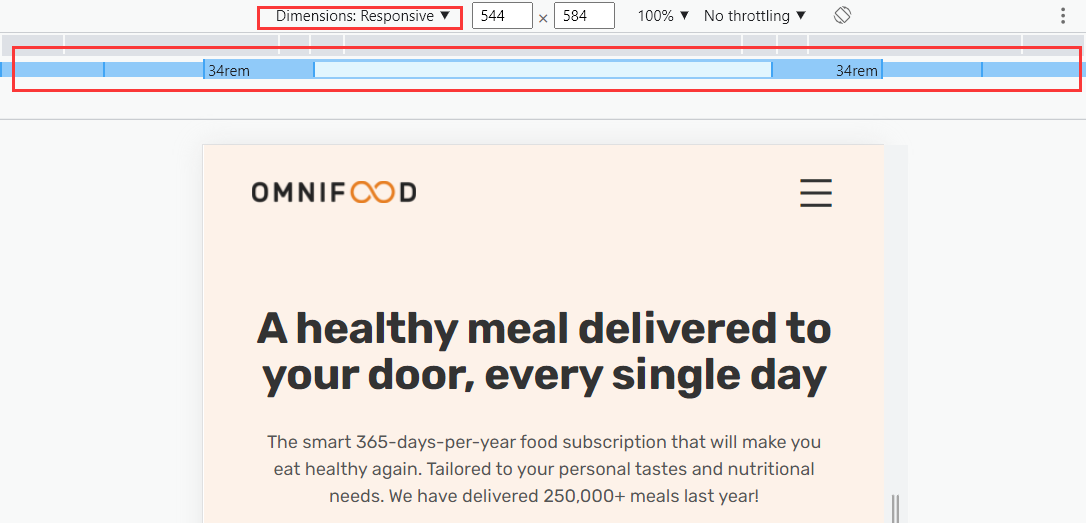 Dimensions: Responsive ▼ 544 × 584 100% ▼ No throttling ▼
34rem 34rem
OMNIFOOD
A healthy meal delivered to
your door, every single day
The smart 365-days-per-year food subscription that will make you
eat healthy again. Tailored to your personal tastes and nutritional
needs. We have delivered 250,000+ meals last year!